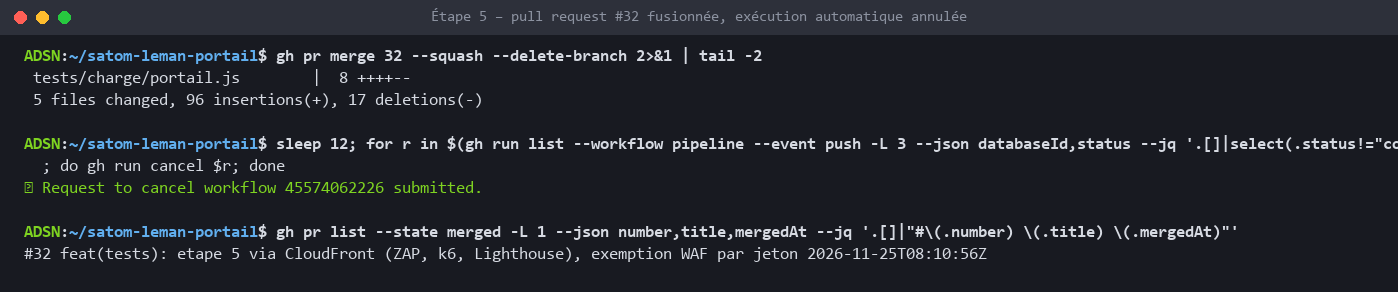 Étape 5 – pull request #32 fusionnée, exécution automatique annulée
ADSN:~/satom-leman-portail$ gh pr merge 32 --squash --delete-branch 2>&1 | tail -2
tests/charge/portail.js | 8 ++++--
5 files changed, 96 insertions(+), 17 deletions(-)
ADSN:~/satom-leman-portail$ sleep 12; for r in $(gh run list --workflow pipeline --event push -L 3 --json databaseId,status --jq '.[]|select(.status!="co
; do gh run cancel $r; done
Request to cancel workflow 45574062226 submitted.
ADSN:~/satom-leman-portail$ gh pr list --state merged -L 1 --json number,title,mergedAt --jq '.[]|"#\(.number) \(.title) \(.mergedAt)"'
#32 feat(tests): etape 5 via CloudFront (ZAP, k6, Lighthouse), exemption WAF par jeton 2026-11-25T08:10:56Z